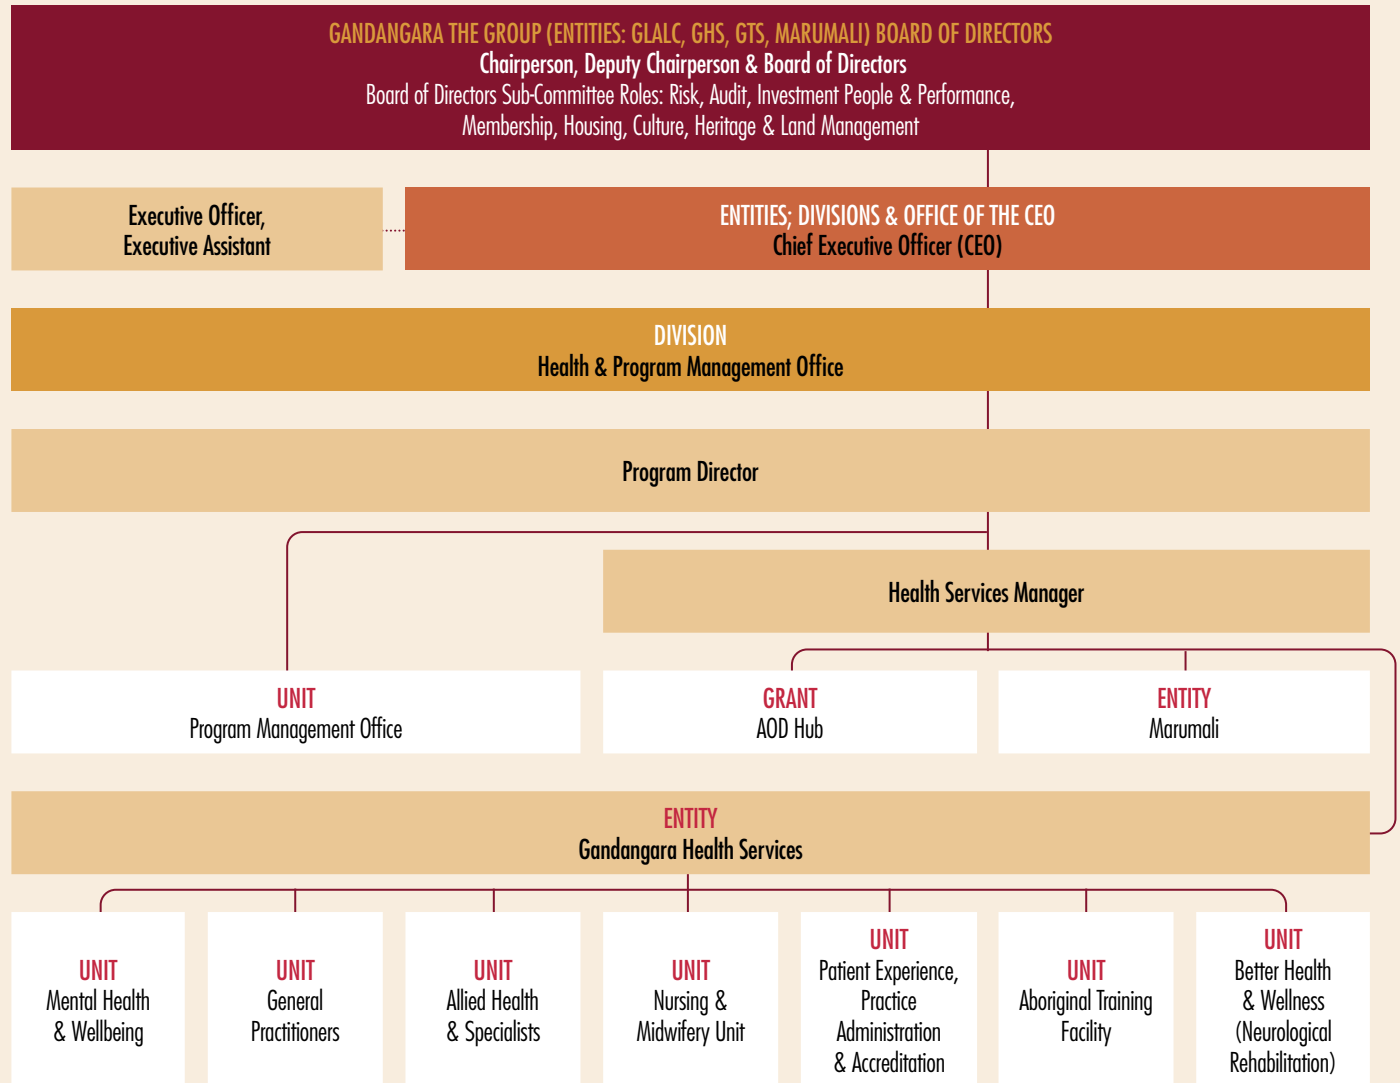 GANDANGARA THE GROUP (ENTITIES: GLALC, GHS, GTS, MARUMALI) BOARD OF DIRECTORS
Chairperson, Deputy Chairperson & Board of Directors
Board of Directors Sub-Committee Roles: Risk, Audit, Investment People & Performance,
Membership, Housing, Culture, Heritage & Land Management
Executive Officer,
Executive Assistant
ENTITIES; DIVISIONS & OFFICE OF THE CEO
Chief Executive Officer (CEO)
DIVISION
Health & Program Management Office
Program Director
Health Services Manager
UNIT
Program Management Office
GRANT
AOD Hub
ENTITY
Marumali
ENTITY
Gandangara Health Services
UNIT
Mental Health
& Wellbeing
UNIT
General
Practitioners
UNIT
Allied Health
& Specialists
UNIT
Nursing &
Midwifery Unit
UNIT
Patient Experience,
Practice
Administration
& Accreditation
UNIT
Aboriginal Training
Facility
UNIT
Better Health
& Wellness
(Neurological
Rehabilitation)